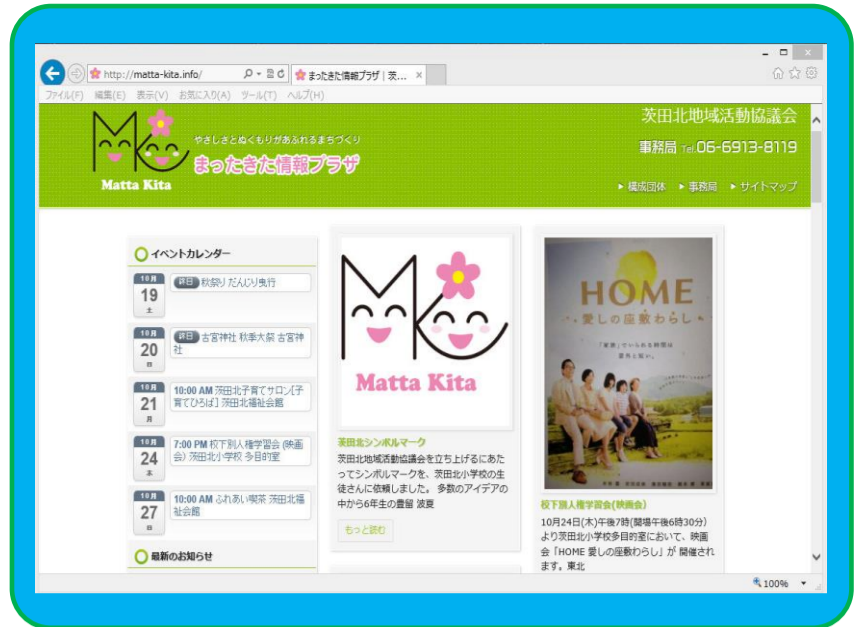 http://matta-kita.info/
まったきた情報プラザ | 茨...
ファイル(F) 編集(E) 表示(V) お気に入り(A) ツール(T) ヘルプ(H)
Matta Kita
やさしさとぬくもりがあふれるまちづくり
まったきた情報プラザ
茨田北地域活動協議会
事務局 TEL.06-6913-8119
構成団体 事務局 サイトマップ
イベントカレンダー
10月
19
土
終日 秋祭り だんじり曳行
10月
20
日
終日 古宮神社 秋季大祭 古宮神
社
10月
21
月
10:00 AM 茨田北子育てサロン[子
育てひろば] 茨田北福祉会館
10月
24
木
7:00 PM 校下別人権学習会 (映画
会) 茨田北小学校 多目的室
10月
27
日
10:00 AM ふれあい喫茶 茨田北福
祉会館
最新のお知らせ
Matta Kita
茨田北シンボルマーク
茨田北地域活動協議会を立ち上げるにあた
ってシンボルマークを、茨田北小学校の生
徒さんに依頼しました。 多数のアイデアの
中から6年生の豊留 波夏
もっと読む
HOME
愛しの座敷わらし
「家族」でいられる時間は
意外と短い。
校下別人権学習会(映画会)
10月24日(木)午後7時(開場午後6時30分)
より茨田北小学校多目的室において、映画
会「HOME 愛しの座敷わらし」が 開催され
ます。東北
100%